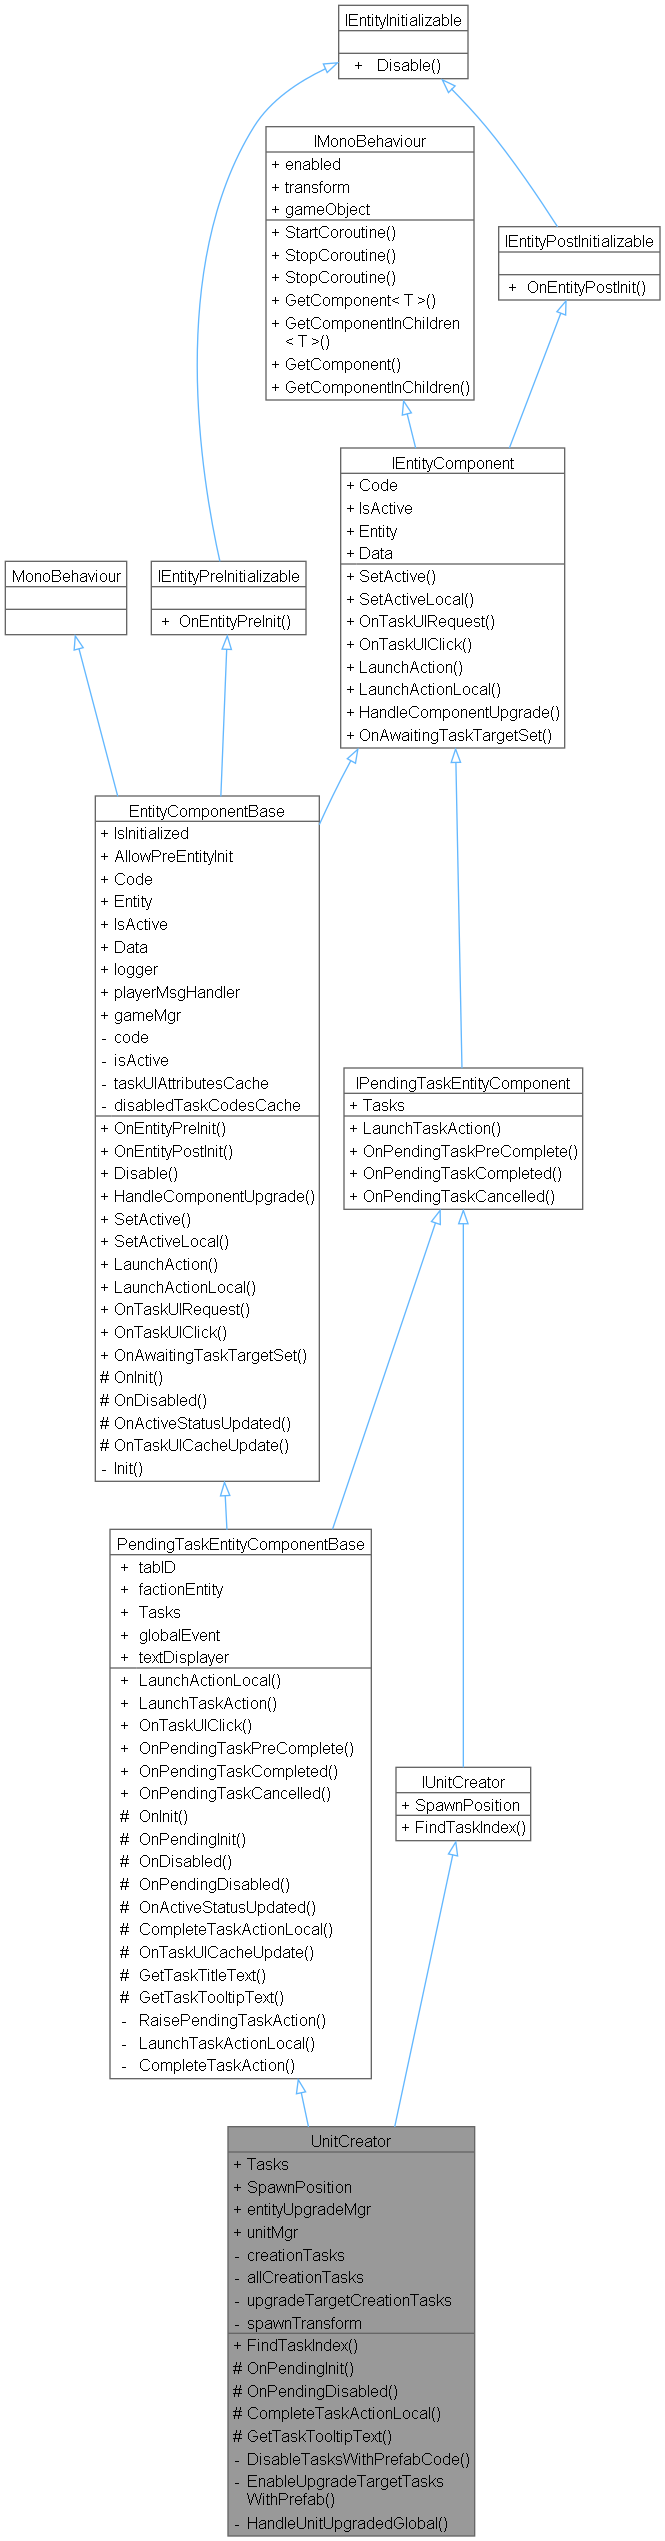 IEntityInitializable
+ Disable()
IMonoBehaviour
+ enabled
+ transform
+ gameObject
+ StartCoroutine()
+ StopCoroutine()
+ StopCoroutine()
+ GetComponent< T >()
+ GetComponentInChildren
< T >()
+ GetComponent()
+ GetComponentInChildren()
IEntityPostInitializable
+ OnEntityPostInit()
IEntityComponent
+ Code
+ IsActive
+ Entity
+ Data
+ SetActive()
+ SetActiveLocal()
+ OnTaskUIRequest()
+ OnTaskUIClick()
+ LaunchAction()
+ LaunchActionLocal()
+ HandleComponentUpgrade()
+ OnAwaitingTaskTargetSet()
MonoBehaviour
IEntityPreInitializable
+ OnEntityPreInit()
EntityComponentBase
+ IsInitialized
+ AllowPreEntityInit
+ Code
+ Entity
+ IsActive
+ Data
+ logger
+ playerMsgHandler
+ gameMgr
- code
- isActive
- taskUIAttributesCache
- disabledTaskCodesCache
+ OnEntityPreInit()
+ OnEntityPostInit()
+ Disable()
+ HandleComponentUpgrade()
+ SetActive()
+ SetActiveLocal()
+ LaunchAction()
+ LaunchActionLocal()
+ OnTaskUIRequest()
+ OnTaskUIClick()
+ OnAwaitingTaskTargetSet()
# OnInit()
# OnDisabled()
# OnActiveStatusUpdated()
# OnTaskUICacheUpdate()
- Init()
IPendingTaskEntityComponent
+ Tasks
+ LaunchTaskAction()
+ OnPendingTaskPreComplete()
+ OnPendingTaskCompleted()
+ OnPendingTaskCancelled()
PendingTaskEntityComponentBase
+ tabID
+ factionEntity
+ Tasks
+ globalEvent
+ textDisplayer
+ LaunchActionLocal()
+ LaunchTaskAction()
+ OnTaskUIClick()
+ OnPendingTaskPreComplete()
+ OnPendingTaskCompleted()
+ OnPendingTaskCancelled()
# OnInit()
# OnPendingInit()
# OnDisabled()
# OnPendingDisabled()
# OnActiveStatusUpdated()
# CompleteTaskActionLocal()
# OnTaskUICacheUpdate()
# GetTaskTitleText()
# GetTaskTooltipText()
- RaisePendingTaskAction()
- LaunchTaskActionLocal()
- CompleteTaskAction()
IUnitCreator
+ SpawnPosition
+ FindTaskIndex()
UnitCreator
+ Tasks
+ SpawnPosition
+ entityUpgradeMgr
+ unitMgr
- creationTasks
- allCreationTasks
- upgradeTargetCreationTasks
- spawnTransform
+ FindTaskIndex()
# OnPendingInit()
# OnPendingDisabled()
# CompleteTaskActionLocal()
# GetTaskTooltipText()
- DisableTasksWithPrefabCode()
- EnableUpgradeTargetTasks
WithPrefab()
- HandleUnitUpgradedGlobal()